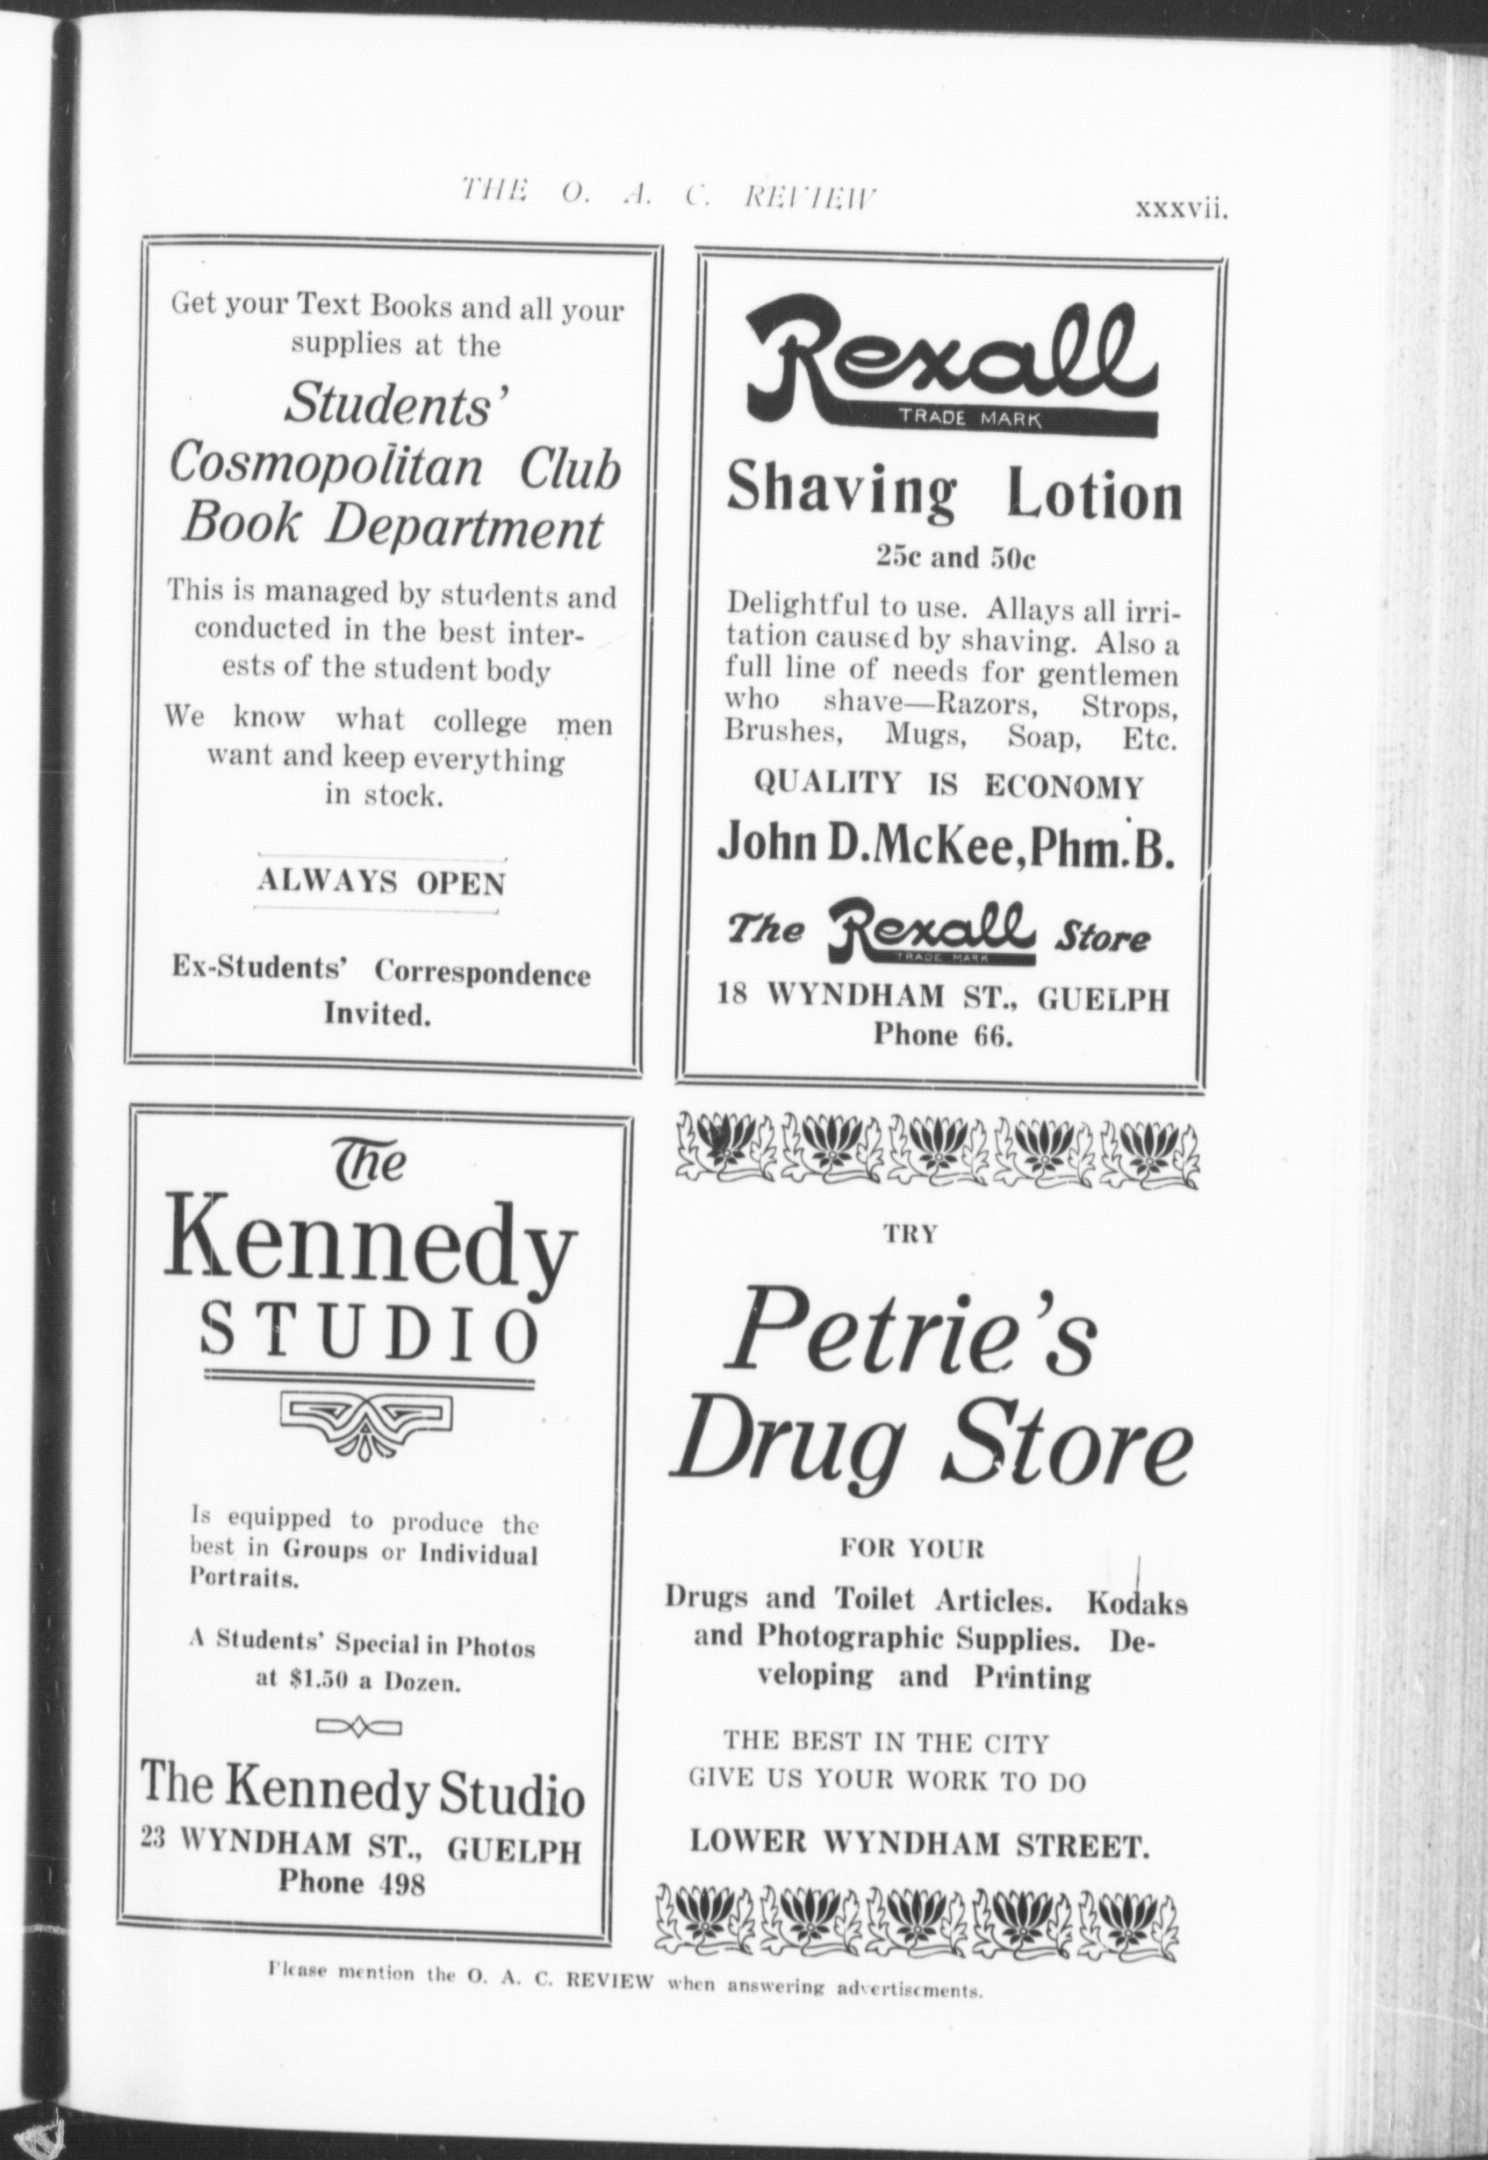 THE O. A. C. REVIEW
xxxvii.
Get your Text Books and all your
supplies at the
Students'
Cosmopolitan Club
Book Department
This is managed by students and
conducted in the best inter-
ests of the student body
We know what college men
want and keep everything
in stock.
ALWAYS OPEN
Ex-Students' Correspondence
Invited.
Rexall
TRADE MARK
Shaving Lotion
25c and 50c
Delightful to use. Allays all irri-
tation caused by shaving. Also a
full line of needs for gentlemen
who shave—Razors, Strops,
Brushes, Mugs, Soap, Etc.
QUALITY IS ECONOMY
John D. McKee, Phm. B.
The Rexall Store
TRADE MARK
18 WYNDHAM ST., GUELPH
Phone 66.
The
Kennedy
STUDIO
Is equipped to produce the
best in Groups or Individual
Portraits.
A Students' Special in Photos
at $1.50 a Dozen.
The Kennedy Studio
23 WYNDHAM ST., GUELPH
Phone 498
TRY
Petrie's
Drug Store
FOR YOUR
Drugs and Toilet Articles. Kodaks
and Photographic Supplies. De-
veloping and Printing
THE BEST IN THE CITY
GIVE US YOUR WORK TO DO
LOWER WYNDHAM STREET.
Please mention the O. A. C. REVIEW when answering advertisements.